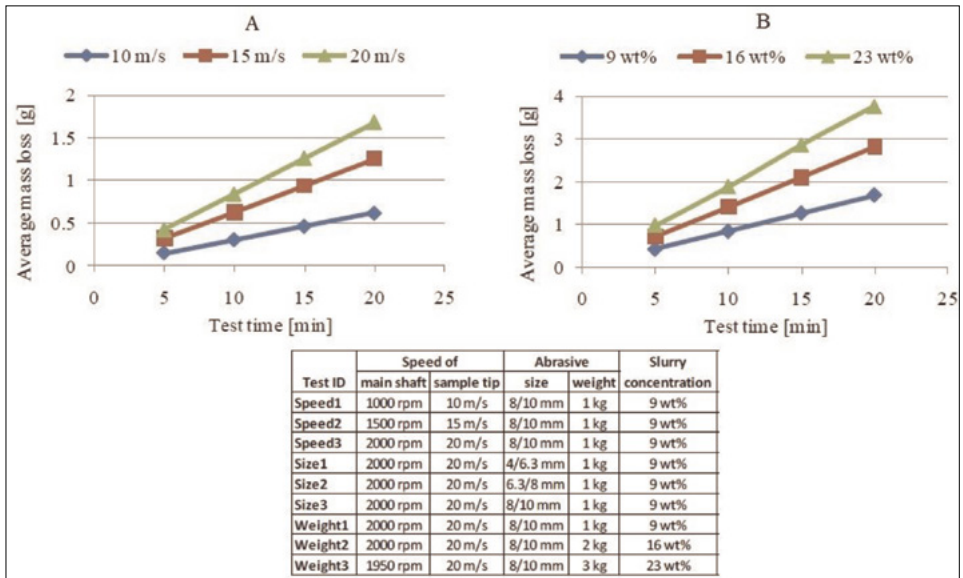 A
10 m/s 15 m/s 20 m/s
Average mass loss [g]
2
1.5
1
0.5
0
0 5 10 15 20 25
Test time [min]
B
9 wt% 16 wt% 23 wt%
Average mass loss [g]
4
3
2
1
0
0 5 10 15 20 25
Test time [min]
Speed of Abrasive Slurry
Test ID main shaft sample tip size weight concentration
Speed1 1000 rpm 10 m/s 8/10 mm 1 kg 9 wt%
Speed2 1500 rpm 15 m/s 8/10 mm 1 kg 9 wt%
Speed3 2000 rpm 20 m/s 8/10 mm 1 kg 9 wt%
Size1 2000 rpm 20 m/s 4/6.3 mm 1 kg 9 wt%
Size2 2000 rpm 20 m/s 6.3/8 mm 1 kg 9 wt%
Size3 2000 rpm 20 m/s 8/10 mm 1 kg 9 wt%
Weight1 2000 rpm 20 m/s 8/10 mm 1 kg 9 wt%
Weight2 2000 rpm 20 m/s 8/10 mm 2 kg 16 wt%
Weight3 1950 rpm 20 m/s 8/10 mm 3 kg 23 wt%